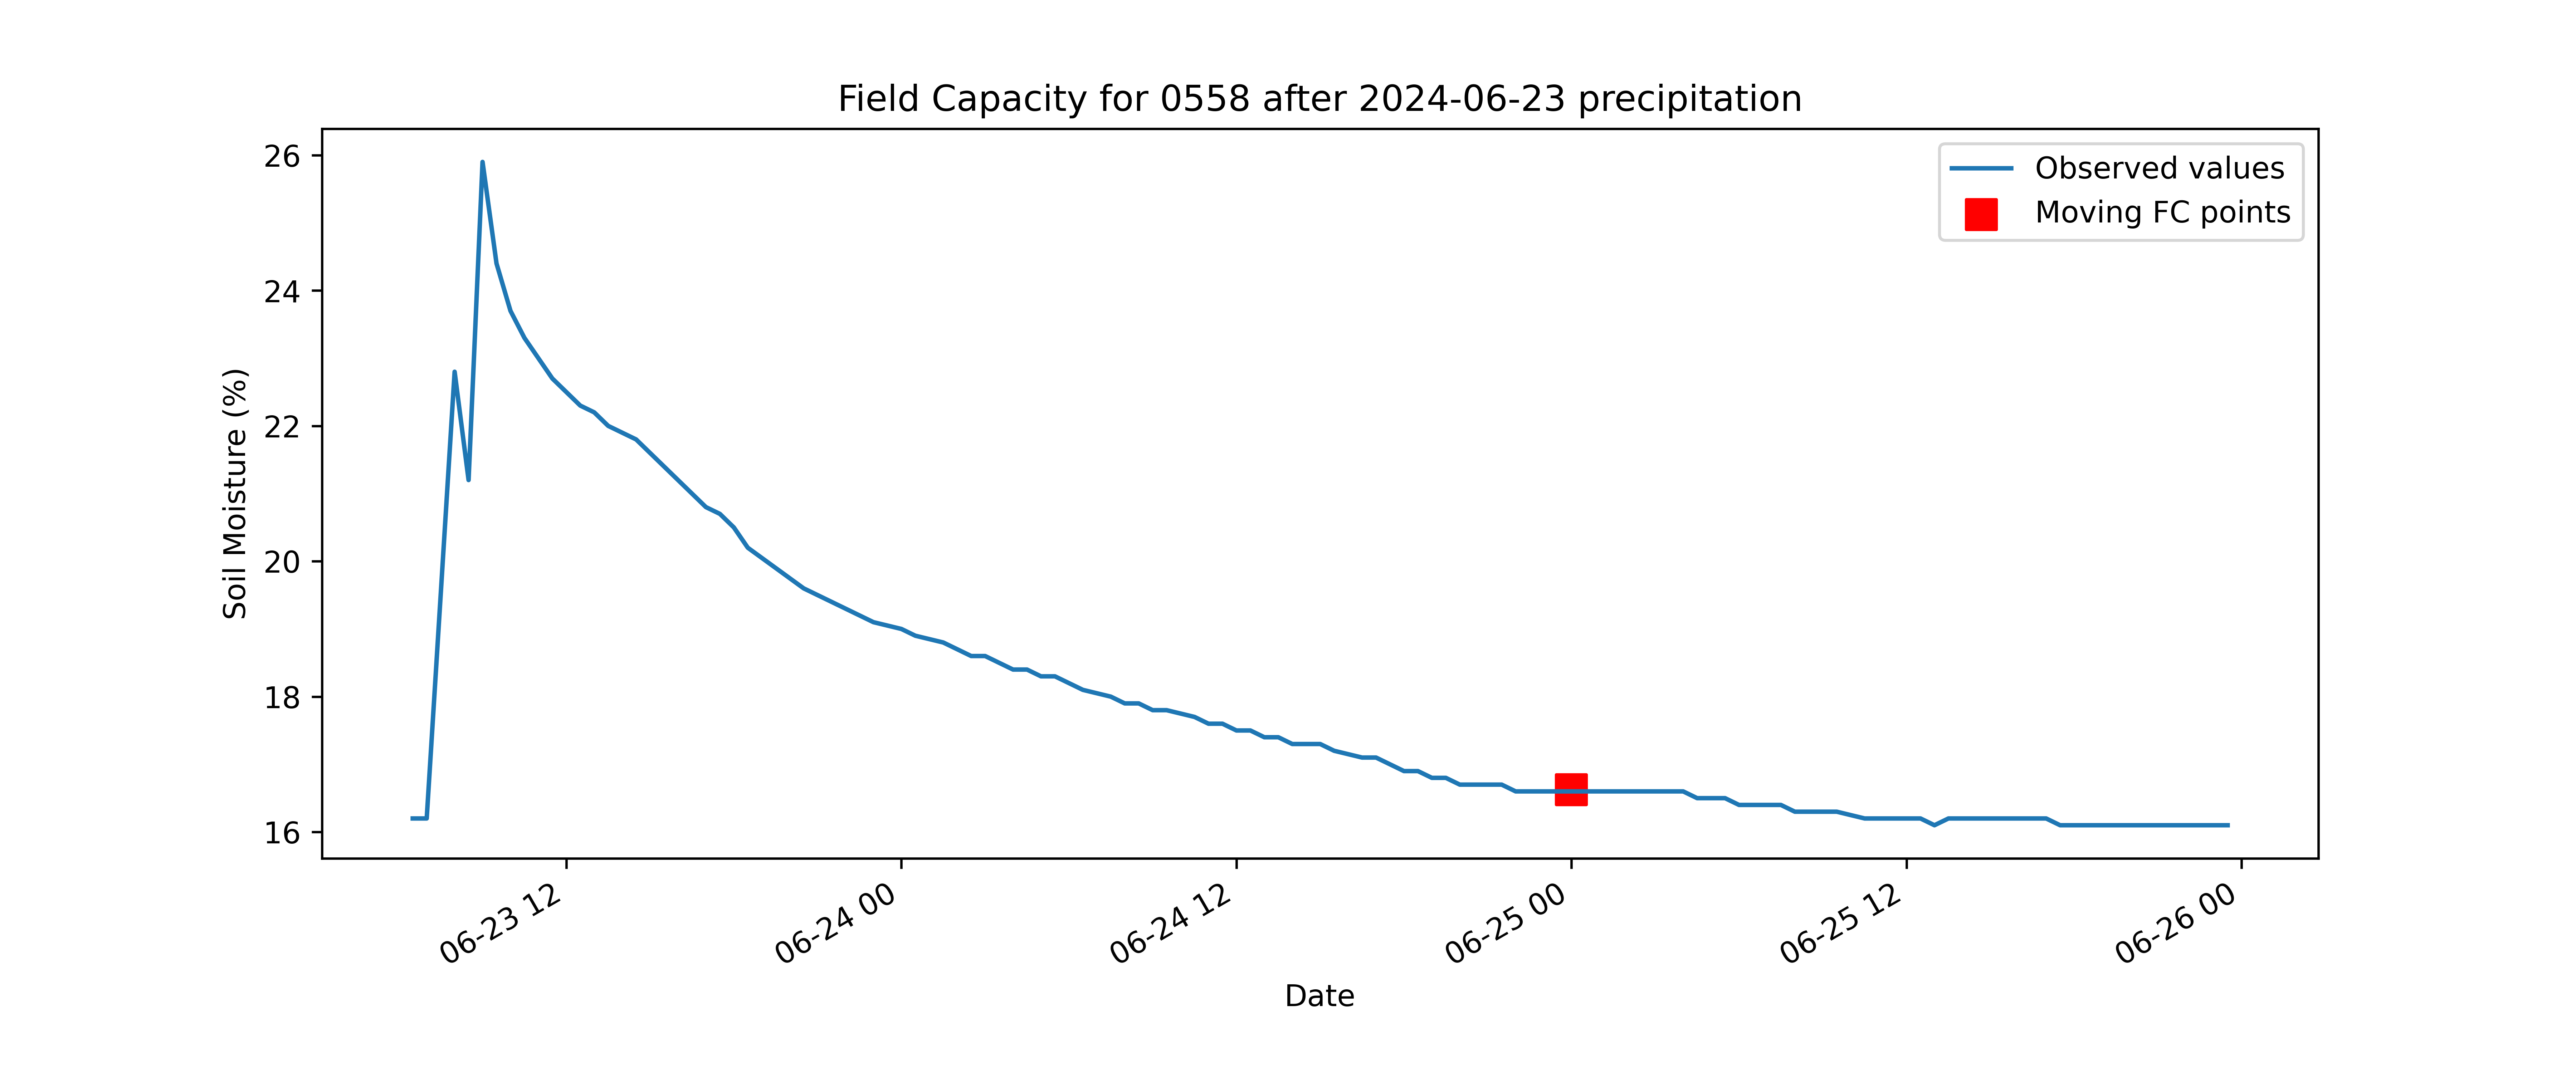 Field Capacity for 0558 after 2024-06-23 precipitation
Observed values
Moving FC points
Soil Moisture (%)
26
24
22
20
18
16
06-23 12
06-24 00
06-24 12
06-25 00
06-25 12
06-26 00
Date